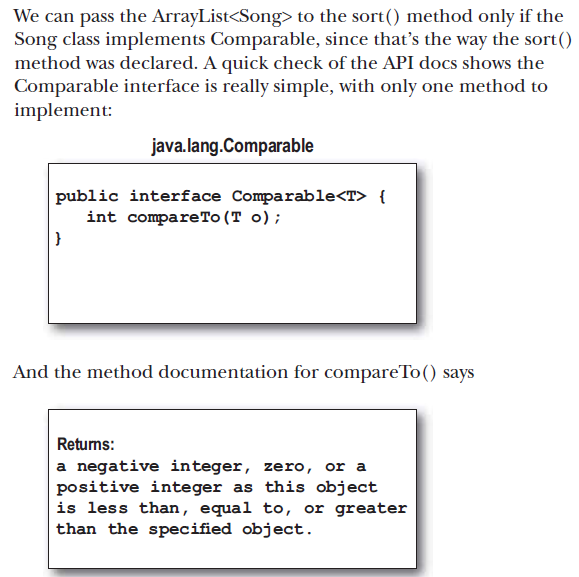 We can pass the ArrayList<Song> to the sort() method only if the
Song class implements Comparable, since that's the way the sort()
method was declared. A quick check of the API docs shows the
Comparable interface is really simple, with only one method to
implement:
java.lang.Comparable
public interface Comparable<T> {
int compareTo(T o);
}
And the method documentation for compareTo() says
Returns:
a negative integer, zero, or a
positive integer as this object
is less than, equal to, or greater
than the specified object.